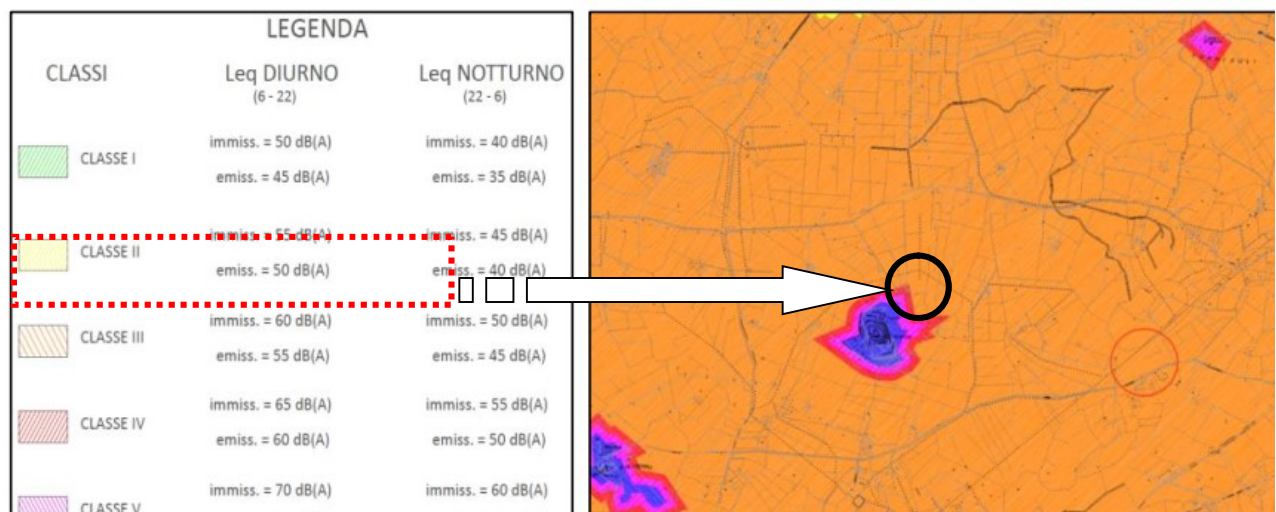 LEGENDA
CLASSI Leq DIURNO Leq NOTTURNO
(6 - 22) (22 - 6)
immiss. = 50 dB(A) immiss. = 40 dB(A)
CLASSE I
emiss. = 45 dB(A) emiss. = 35 dB(A)
immiss. = 55 dB(A) immiss. = 45 dB(A)
CLASSE II
emiss. = 50 dB(A) emiss. = 40 dB(A)
immiss. = 60 dB(A) immiss. = 50 dB(A)
CLASSE III
emiss. = 55 dB(A) emiss. = 45 dB(A)
immiss. = 65 dB(A) immiss. = 55 dB(A)
CLASSE IV
emiss. = 60 dB(A) emiss. = 50 dB(A)
immiss. = 70 dB(A) immiss. = 60 dB(A)
CLASSE V